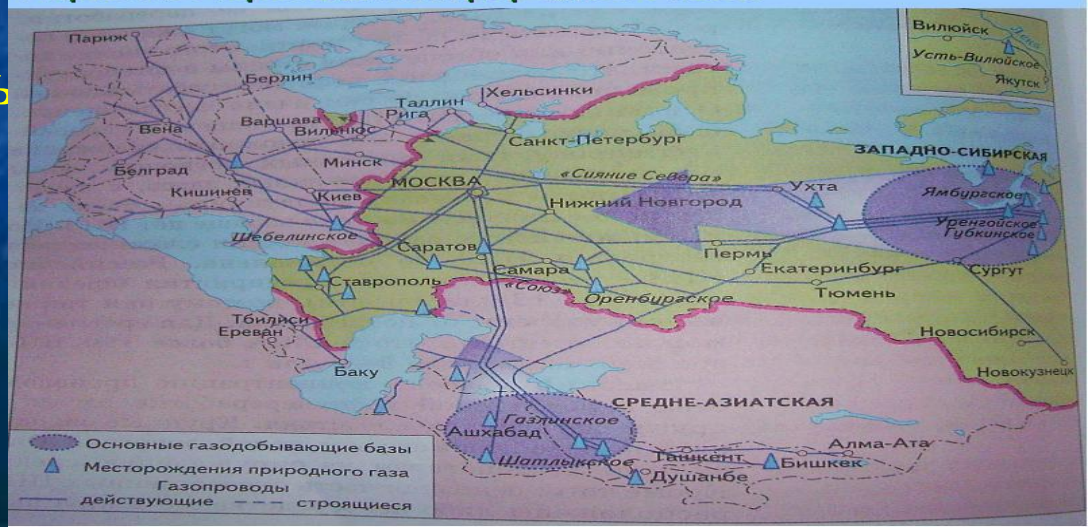 Париж
Берлин
Хельсинки
Таллин
Рига
Варшава
Вильнюс
Вена
Минск
Белград
Кишинёв
Киев
Шебелинское
Санкт-Петербург
МОСКВА
«Сияние Севера»
Ухта
Нижний Новгород
ЗАПАДНО-СИБИРСКАЯ
Ямбургское
Уренгойское
Губкинское
Вилюйск
Лена
Усть-Вилюйское
Якутск
Саратов
Пермь
Самара
Екатеринбург
Сургут
Ставрополь
«Союз»
Оренбургское
Тюмень
Тбилиси
Ереван
Баку
Новосибирск
Новокузнецк
СРЕДНЕ-АЗИАТСКАЯ
Газлинское
Ашхабад
Шатлыкское
Ташкент
Алма-Ата
Бишкек
Душанбе
Основные газодобывающие базы
Месторождения природного газа
Газопроводы
действующие строящиеся